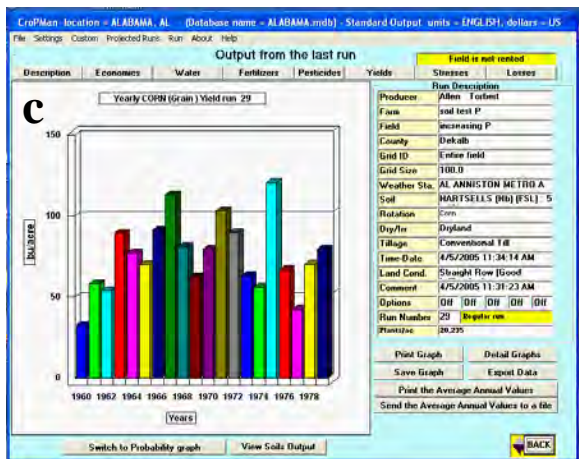 CroPMan location = ALABAMA, AL (Database name = ALABAMA.mdb) - Standard Output units = ENGLISH, dollars = US
File Settings Custom Projected Runs Run About Help
Output from the last run
Field is not rented
Description Economics Water Fertilizers Pesticides Yields Stresses Losses
c
Yearly CORN (Grain ) Yield run 29
150
100
50
0
bu/acre
1960 1962 1964 1966 1968 1970 1972 1974 1976 1978
Years
Switch to Probability graph View Soils Output
Run Description
Producer Allen Torbert
Farm soil test P
Field increasing P
County Dekalb
Grid ID Entire field
Grid Size 100.0
Weather Sta. AL ANNISTON METRO A
Soil HARTSELLS (Hb) (FSL) : 5
Rotation Corn
Dry/Irr Dryland
Tillage Conventional Till
Time-Date 4/5/2005 11:34:14 AM
Land Cond. Straight Row (Good
Comment 4/5/2005 11:31:23 AM
Options Off Off Off Off Off
Run Number 29 Regular run
Plants/ac 20,235
Print Graph Detail Graphs
Save Graph Export Data
Print the Average Annual Values
Send the Average Annual Values to a file
BACK